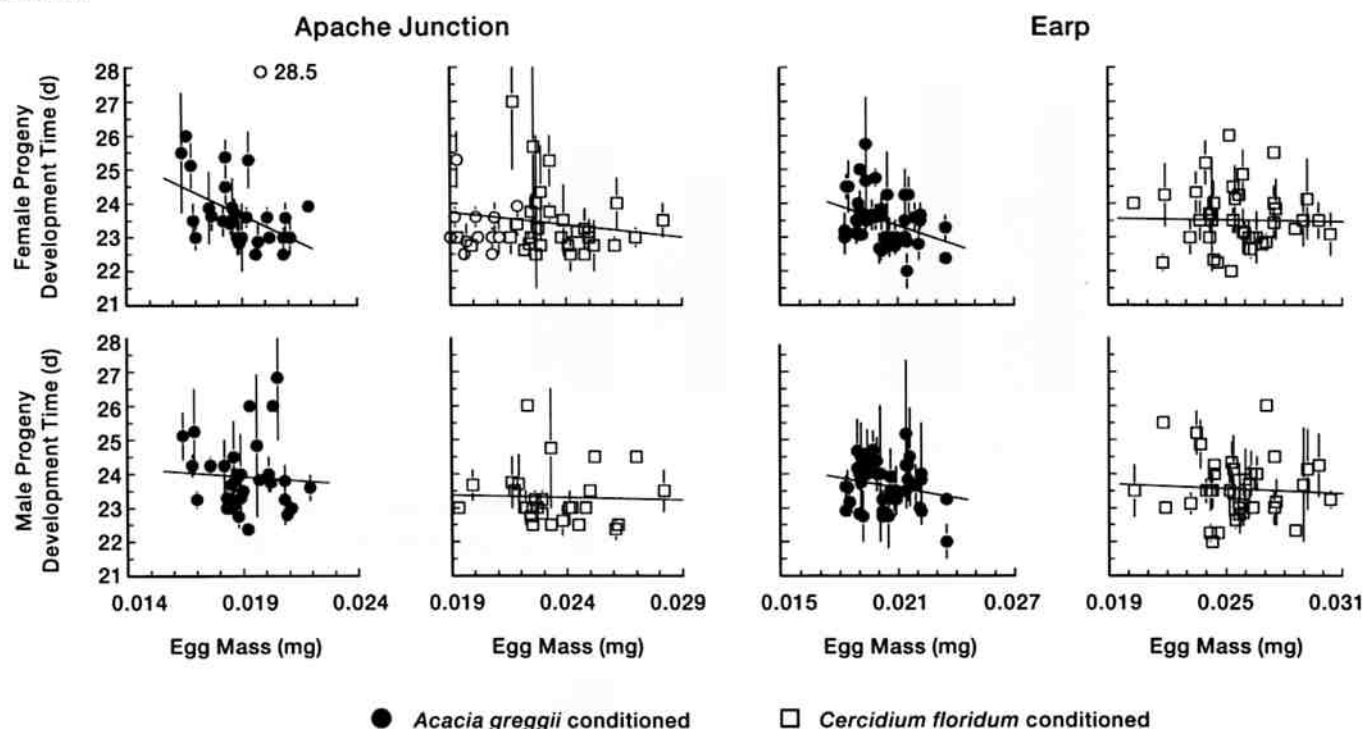 Apache Junction
Earp
Female Progeny
Development Time (d)
28
27
26
25
24
23
22
21
28.5
Male Progeny
Development Time (d)
28
27
26
25
24
23
22
21
0.014 0.019 0.024
0.019 0.024 0.029
0.015 0.021 0.027
0.019 0.025 0.031
Egg Mass (mg)
Egg Mass (mg)
Egg Mass (mg)
Egg Mass (mg)
Acacia greggii conditioned
Cercidium floridum conditioned